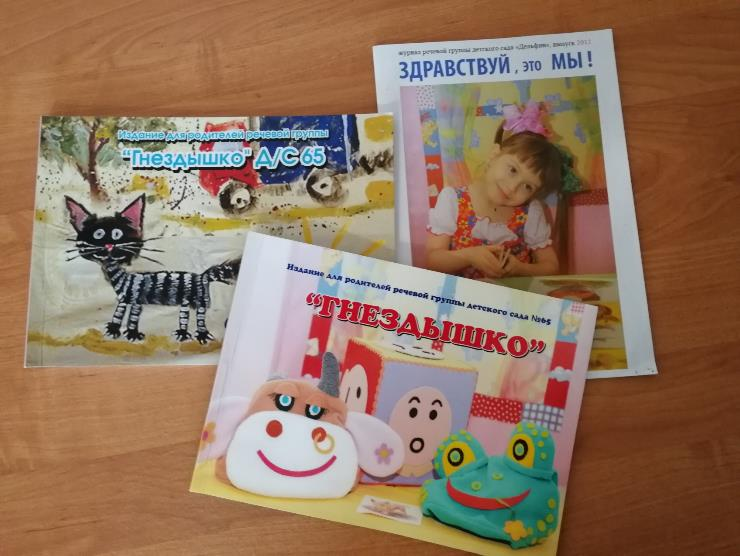 Издание для родителей речевой группы
"Гнездышко" Д/С 65
журнал речевой группы детского сада «Дельфин», выпуск 2012
ЗДРАВСТВУЙ, это МЫ!
Издание для родителей речевой группы детского сада №65
"ГНЕЗДЫШКО"